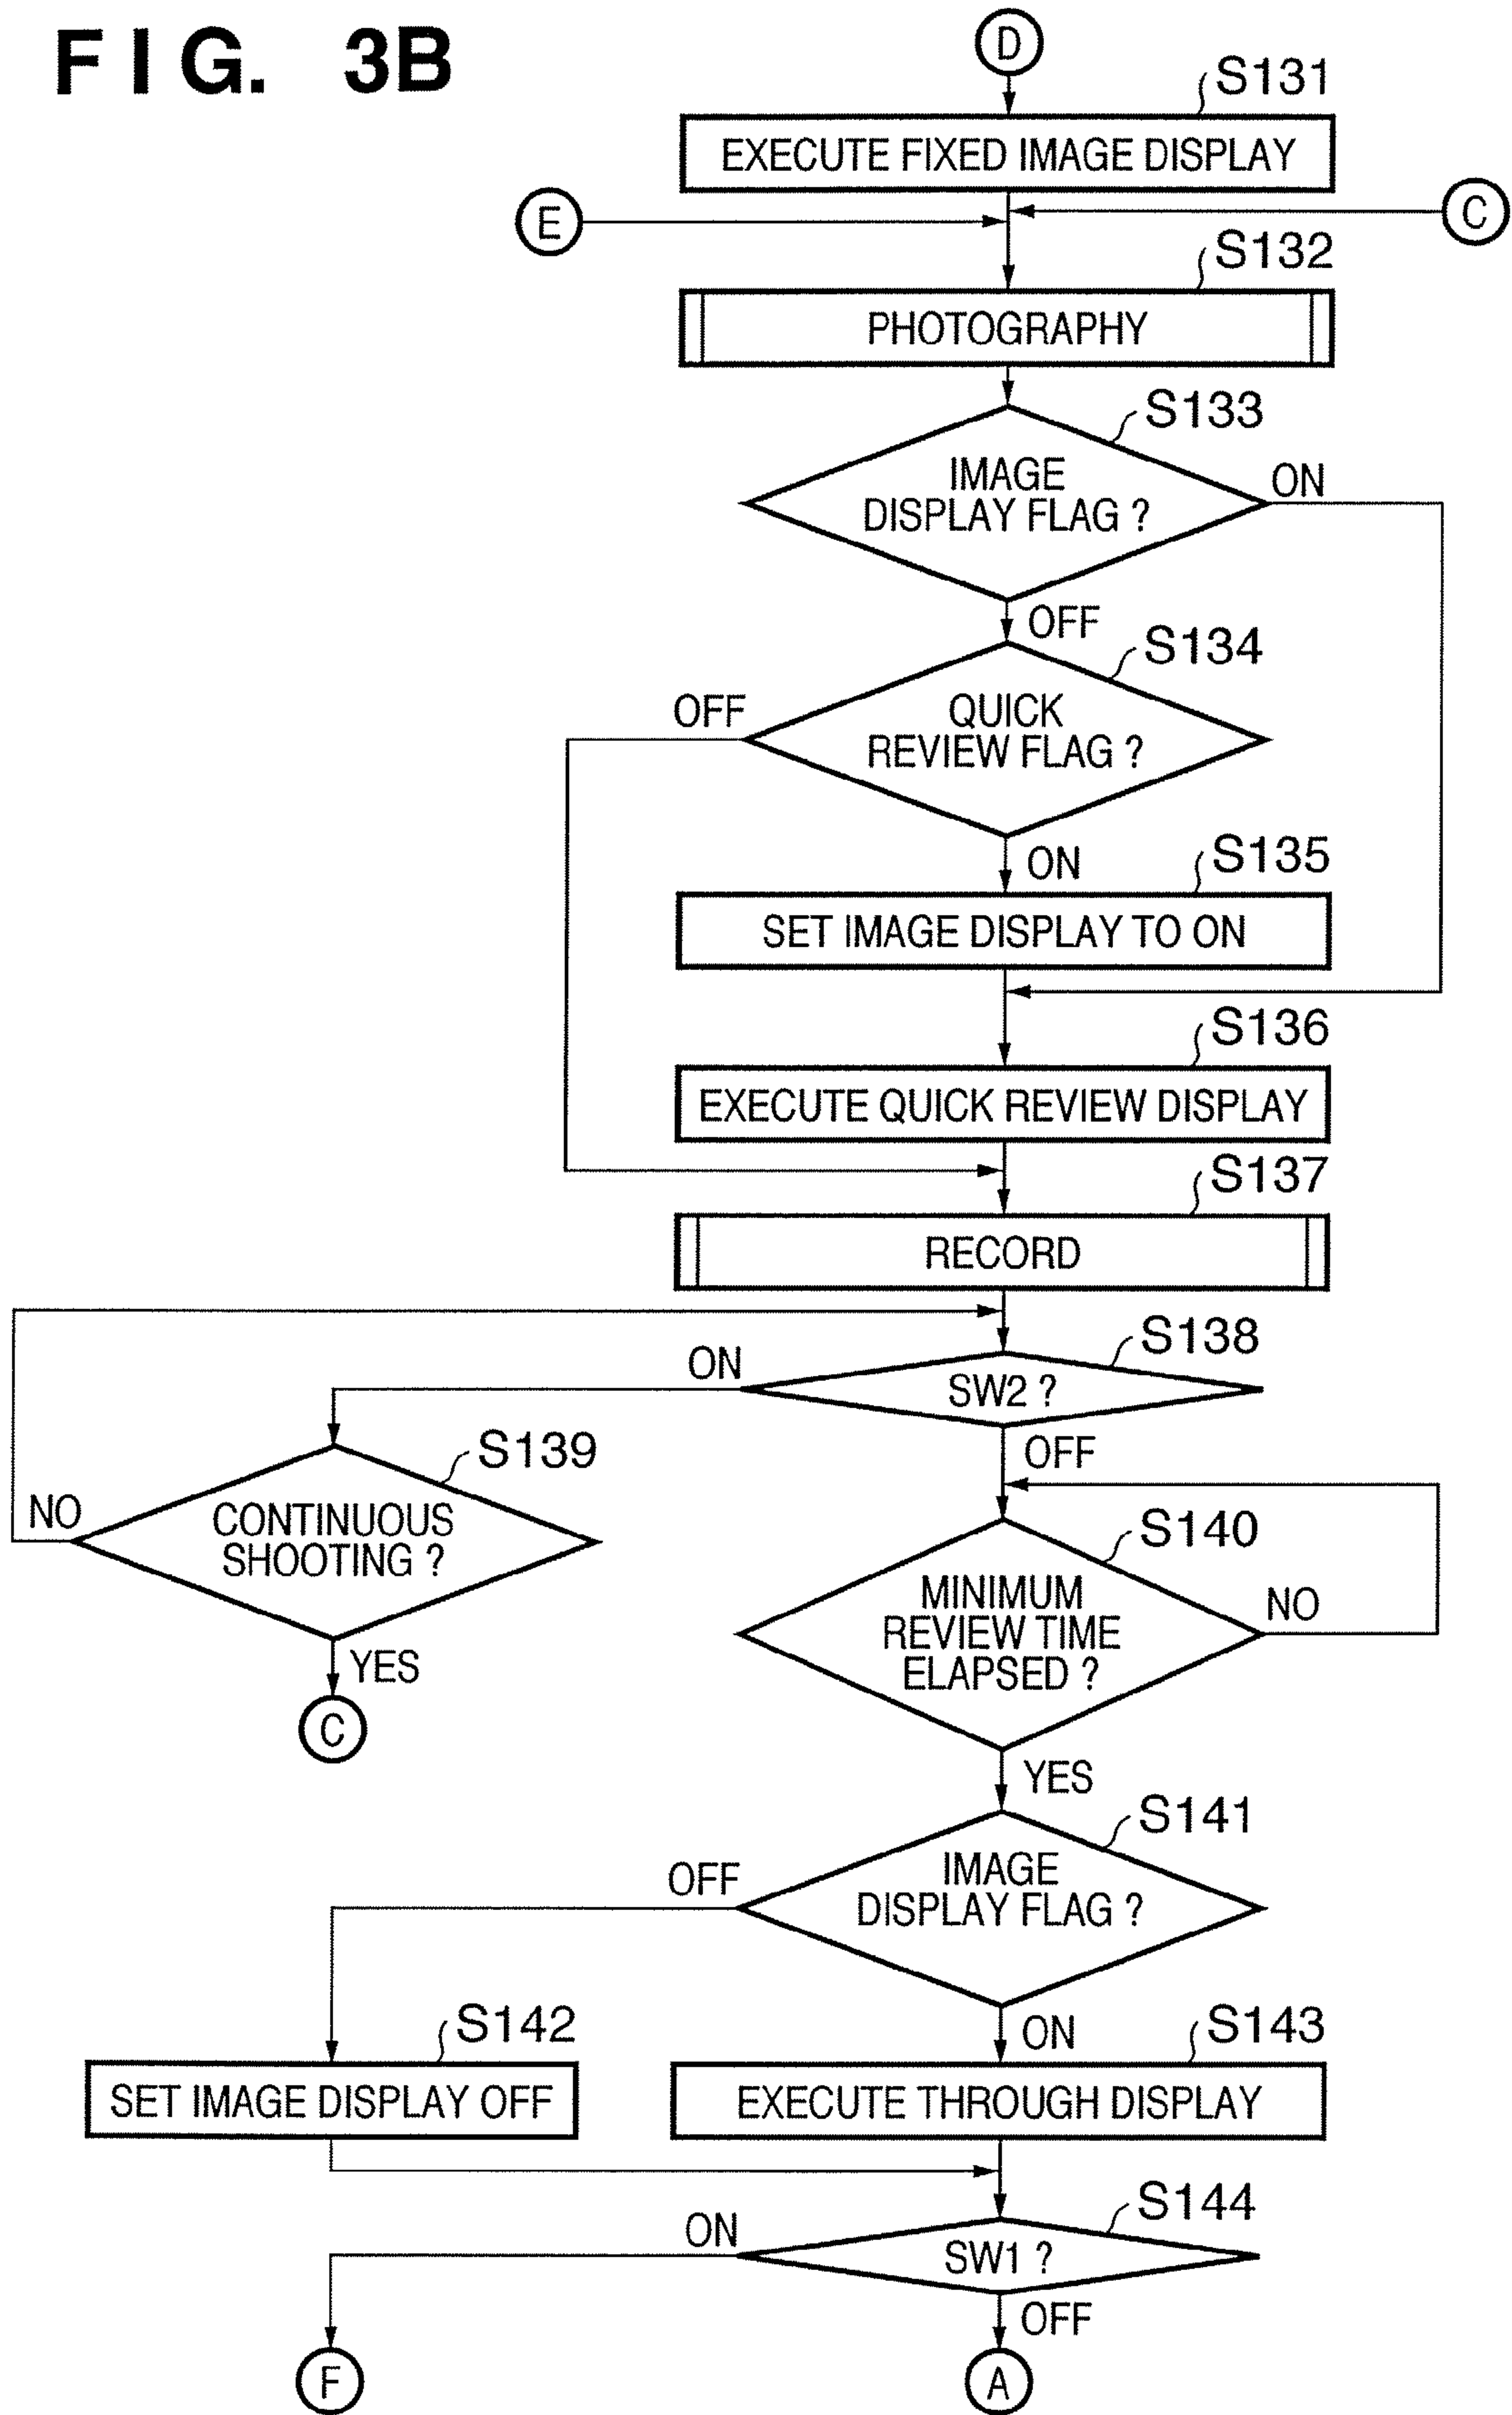 FIG. 3B
D
S131
EXECUTE FIXED IMAGE DISPLAY
E
C
S132
PHOTOGRAPHY
S133
IMAGE
DISPLAY FLAG ?
ON
OFF
S134
OFF
QUICK
REVIEW FLAG ?
ON
S135
SET IMAGE DISPLAY TO ON
S136
EXECUTE QUICK REVIEW DISPLAY
S137
RECORD
S138
ON
SW2 ?
OFF
S139
NO
CONTINUOUS
SHOOTING ?
YES
C
S140
MINIMUM
REVIEW TIME
ELAPSED ?
NO
YES
S141
OFF
IMAGE
DISPLAY FLAG ?
ON
S142
SET IMAGE DISPLAY OFF
S143
EXECUTE THROUGH DISPLAY
S144
ON
SW1 ?
OFF
F
A